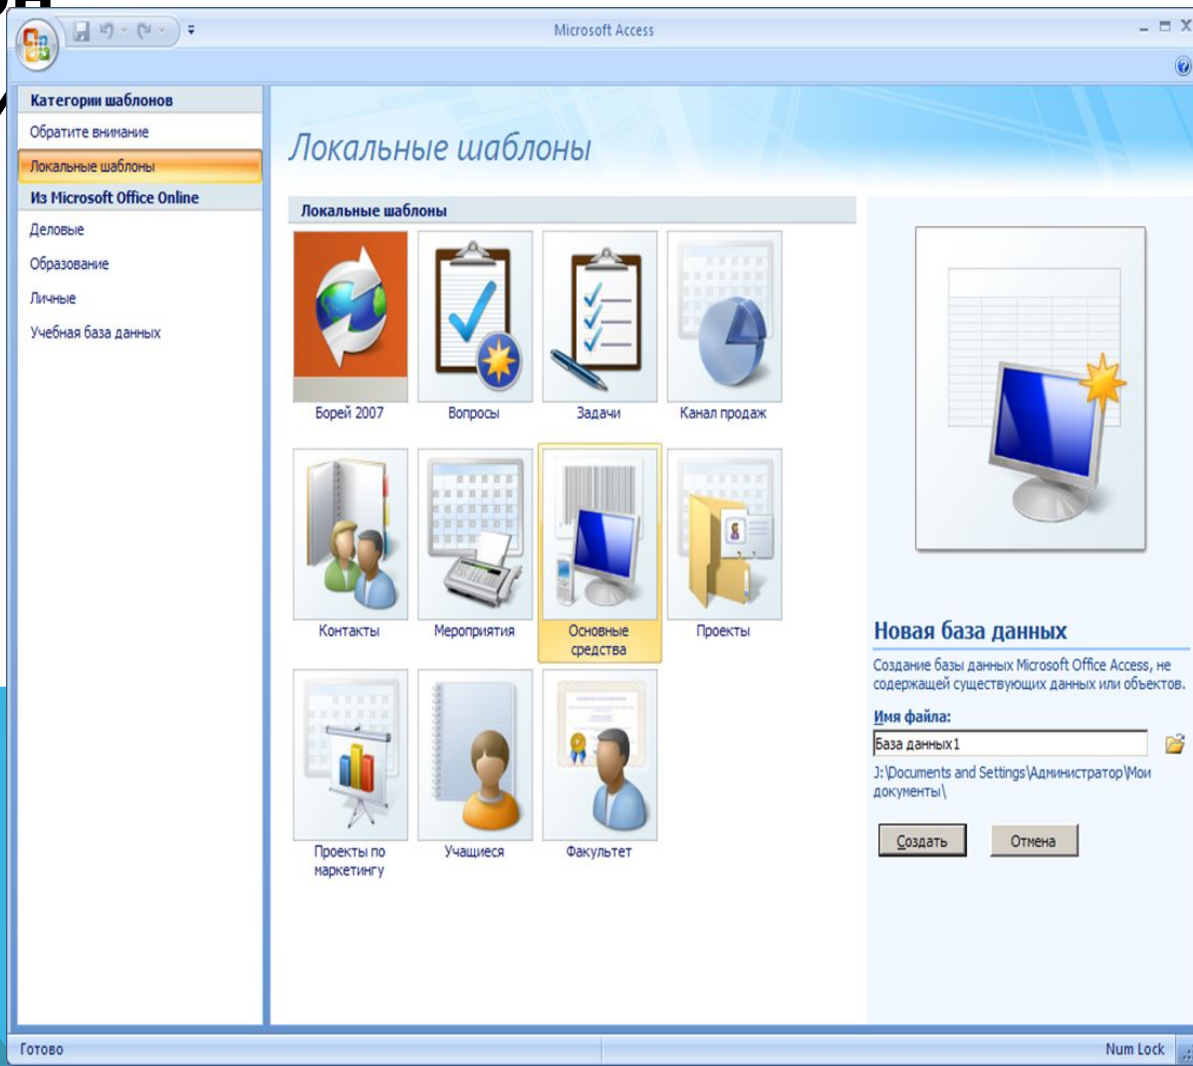 Microsoft Access
Категории шаблонов
Обратите внимание
Локальные шаблоны
Из Microsoft Office Online
Деловые
Образование
Личные
Учебная база данных
Локальные шаблоны
Локальные шаблоны
Борей 2007
Вопросы
Задачи
Канал продаж
Контакты
Мероприятия
Основные
средства
Проекты
Проекты по
маркетингу
Учащиеся
Факультет
Новая база данных
Создание базы данных Microsoft Office Access, не
содержащей существующих данных или объектов.
Имя файла:
База данных1
J:\Documents and Settings\Администратор\Мои
документы\
Создать
Отмена
Готово
Num Lock